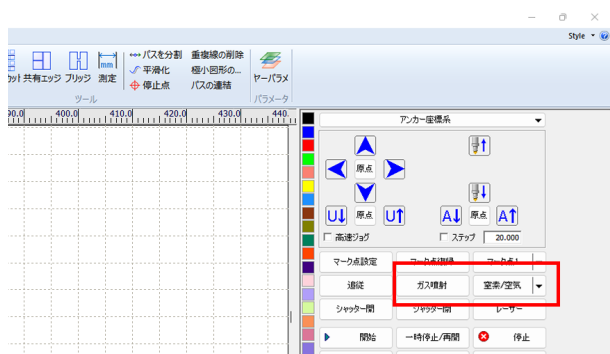 Style
共有エッジ ブリッジ 測定
mm
パスを分割
平滑化
停止点
重複線の削除
極小図形の...
パスの連結
ヤーパラメ
ツール
パラメータ
400.0 410.0 420.0 430.0 440.
アンカー座標系
原点
U 原点 U A 原点 A
高速ジョグ
ステップ 20.000
マーク点設定
追従 ガス噴射 窒素/空気
シャッター開
レーザー
開始 一時停止/再開 停止